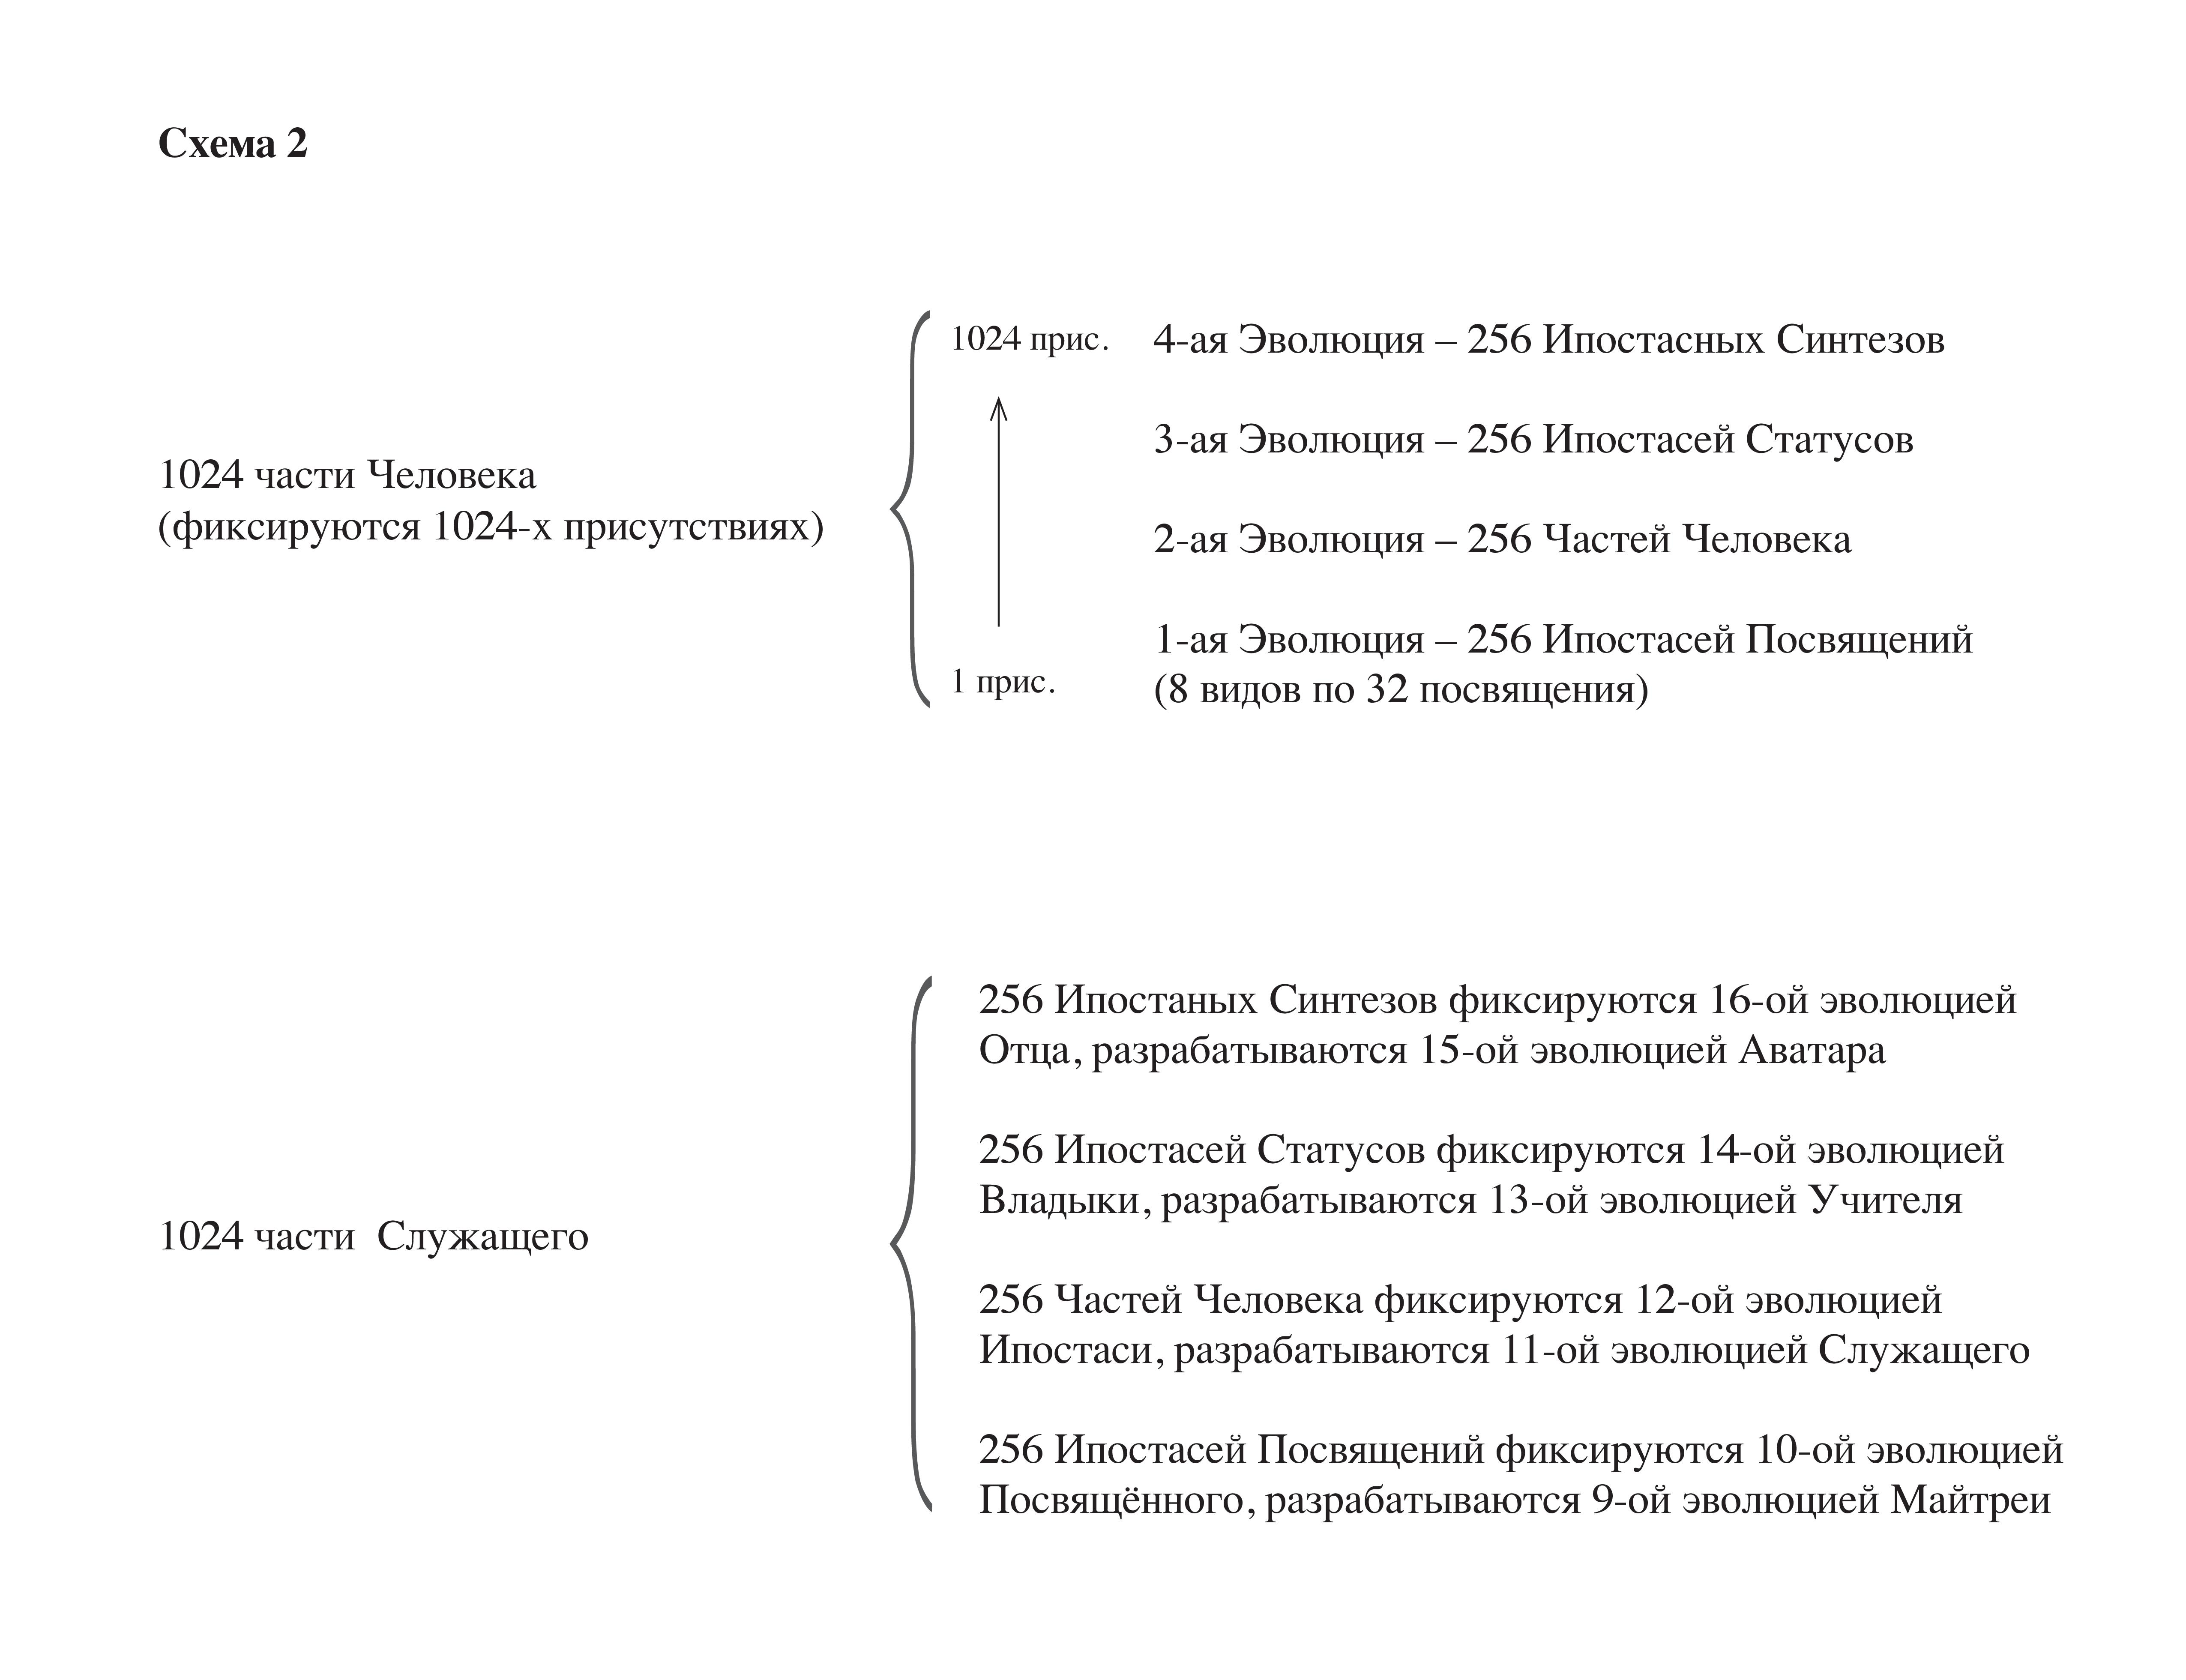 Схема 2
1024 прис.
4-ая Эволюция – 256 Ипостасных Синтезов
3-ая Эволюция – 256 Ипостасей Статусов
1024 части Человека
(фиксируются 1024-х присутствиях)
2-ая Эволюция – 256 Частей Человека
1-ая Эволюция – 256 Ипостасей Посвящений
1 прис.
(8 видов по 32 посвящения)
256 Ипостаных Синтезов фиксируются 16-ой эволюцией
Отца, разрабатываются 15-ой эволюцией Аватара
256 Ипостасей Статусов фиксируются 14-ой эволюцией
Владыки, разрабатываются 13-ой эволюцией Учителя
1024 части  Служащего
256 Частей Человека фиксируются 12-ой эволюцией
Ипостаси, разрабатываются 11-ой эволюцией Служащего
256 Ипостасей Посвящений фиксируются 10-ой эволюцией
Посвящённого, разрабатываются 9-ой эволюцией Майтреи